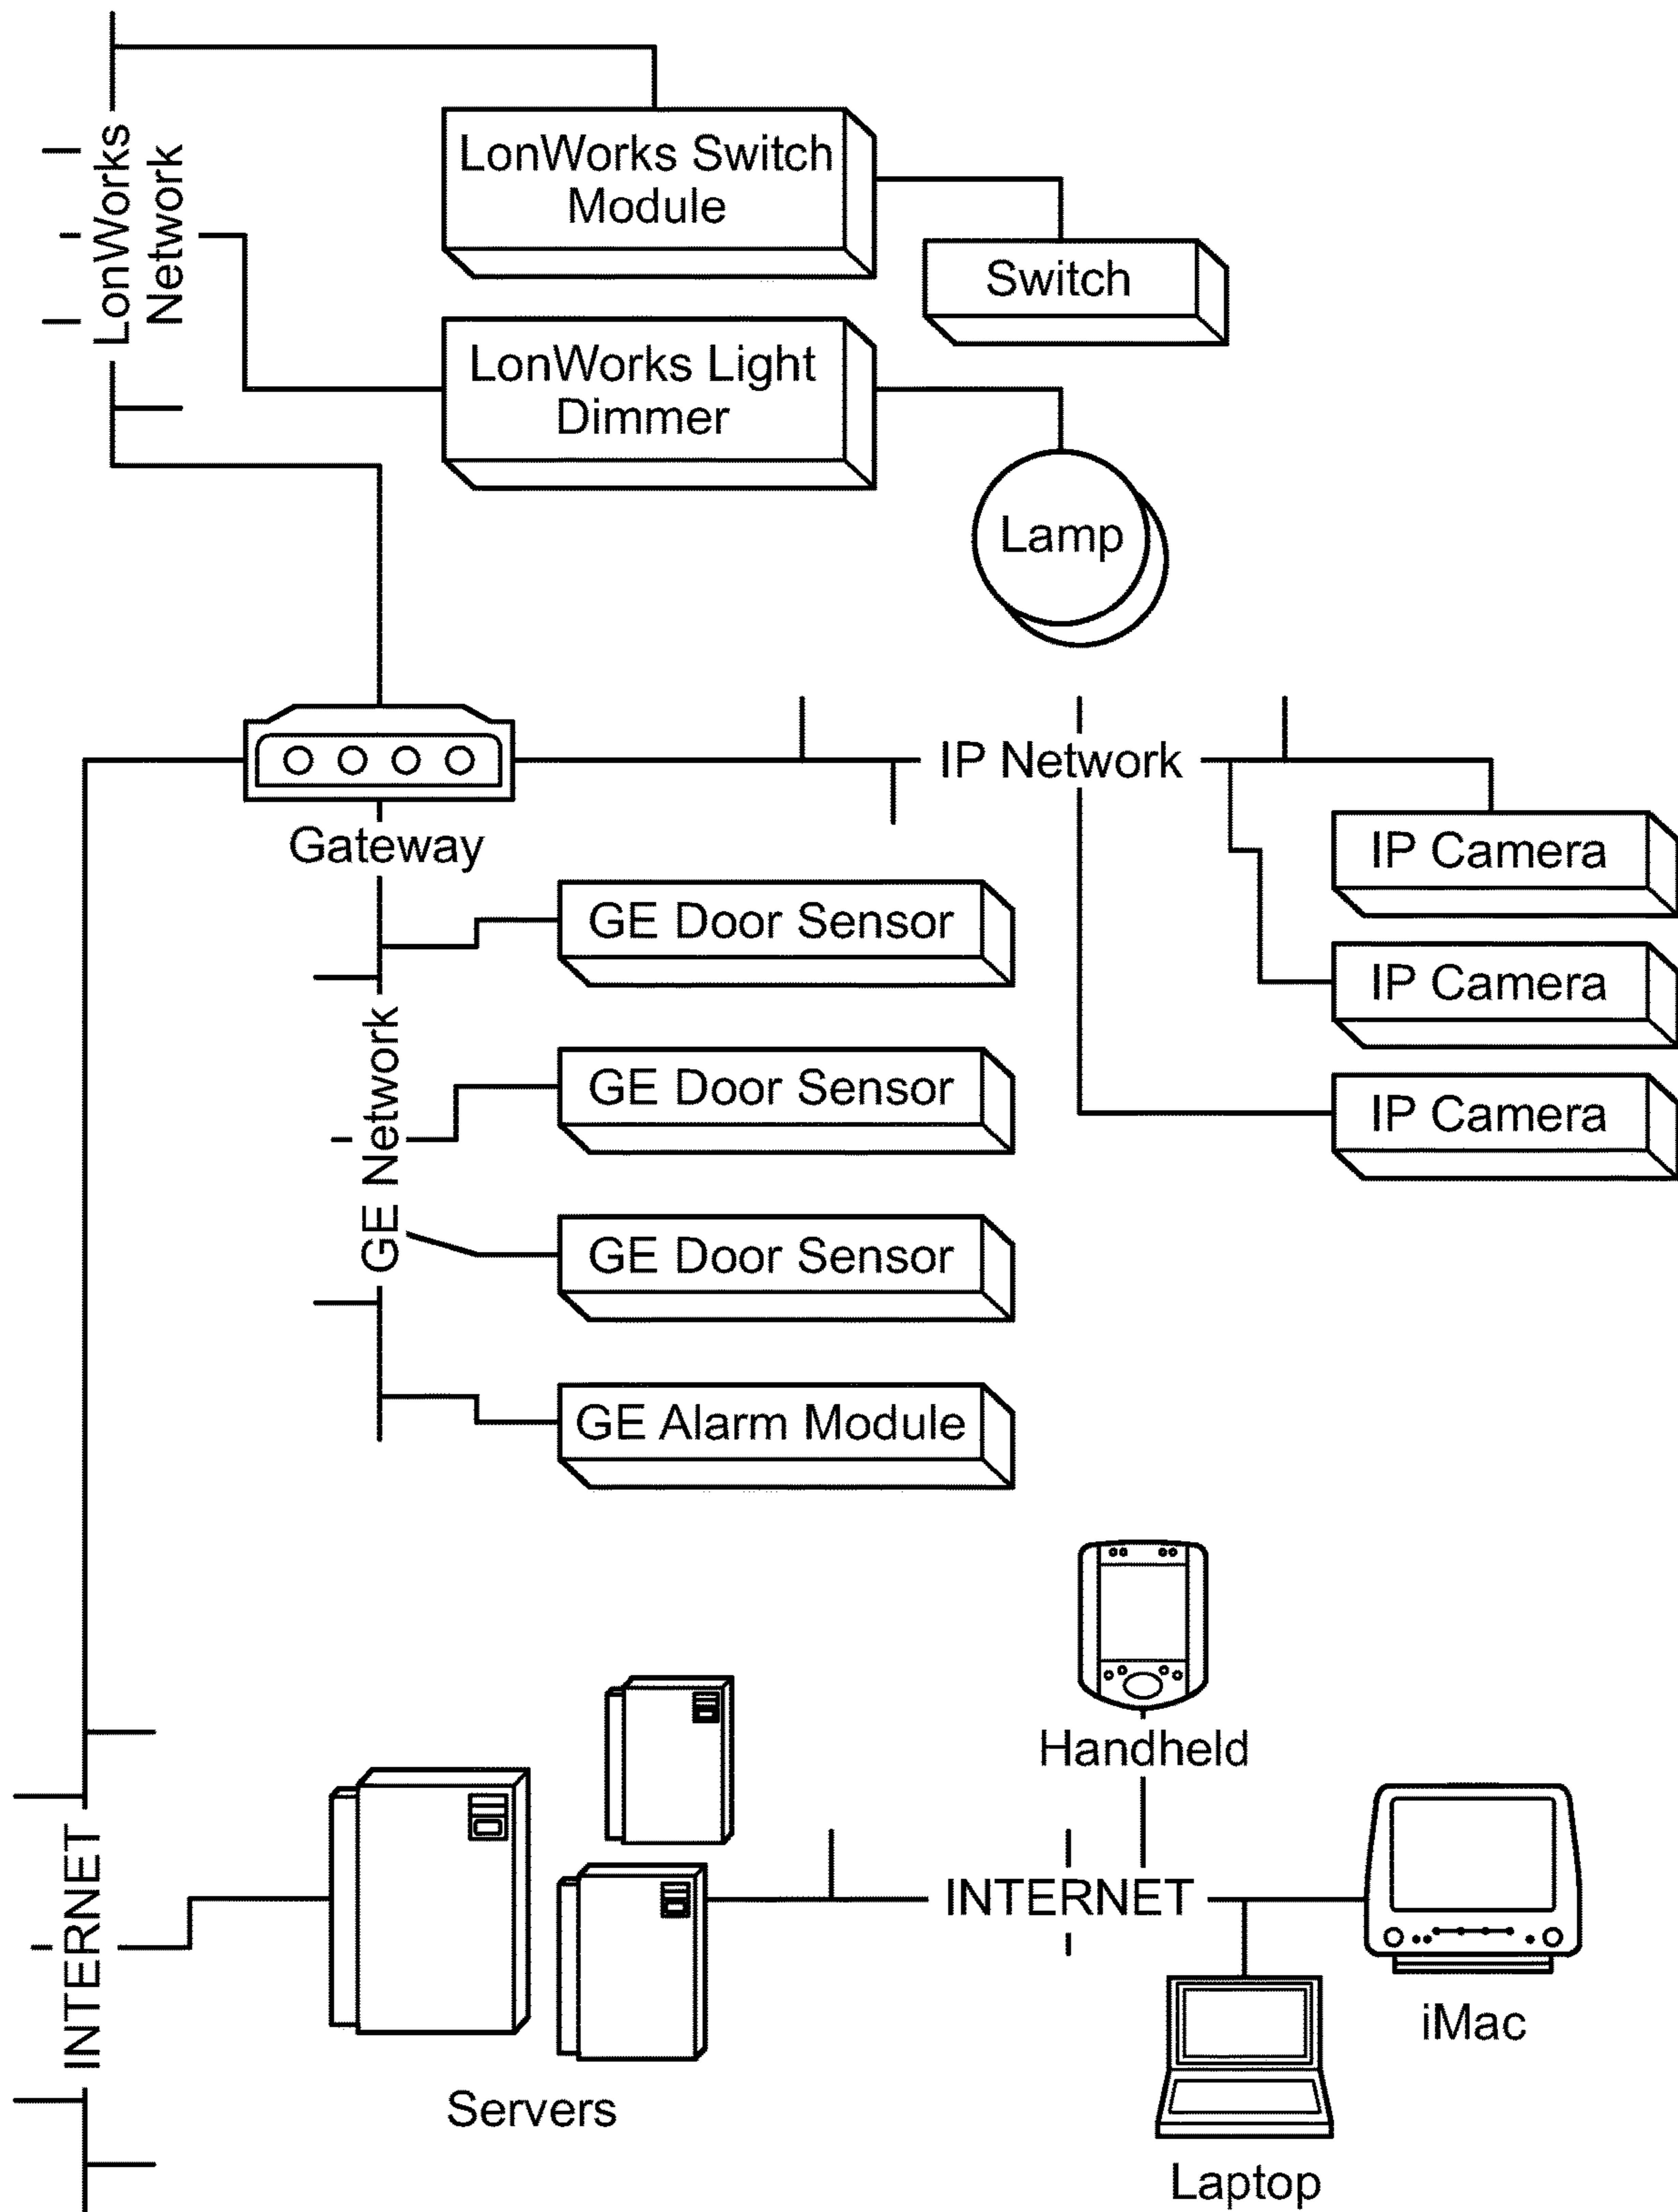 LonWorks
Network
LonWorks Switch
Module
Switch
LonWorks Light
Dimmer
Lamp
IP Network
Gateway
IP Camera
GE Door Sensor
IP Camera
GE Network
GE Door Sensor
IP Camera
GE Door Sensor
GE Alarm Module
Handheld
INTERNET
INTERNET
iMac
Servers
Laptop